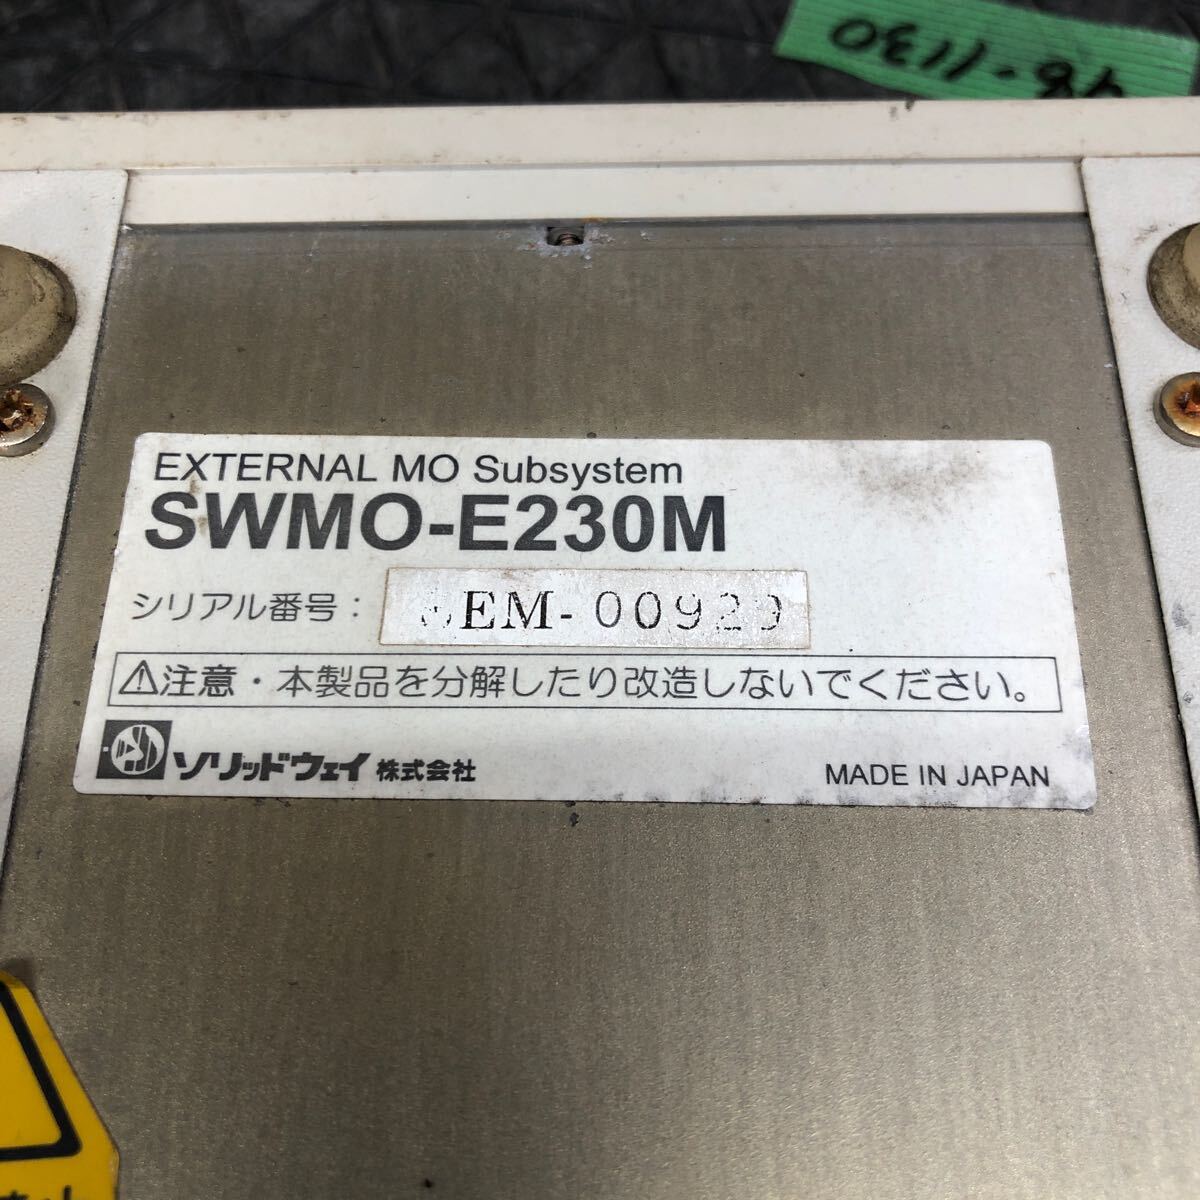 EXTERNAL MO Subsystem
SWMO-E230M
シリアル番号:
EM-00929
⚠注意・本製品を分解したり改造しないでください。
ソリッドウェイ 株式会社
MADE IN JAPAN